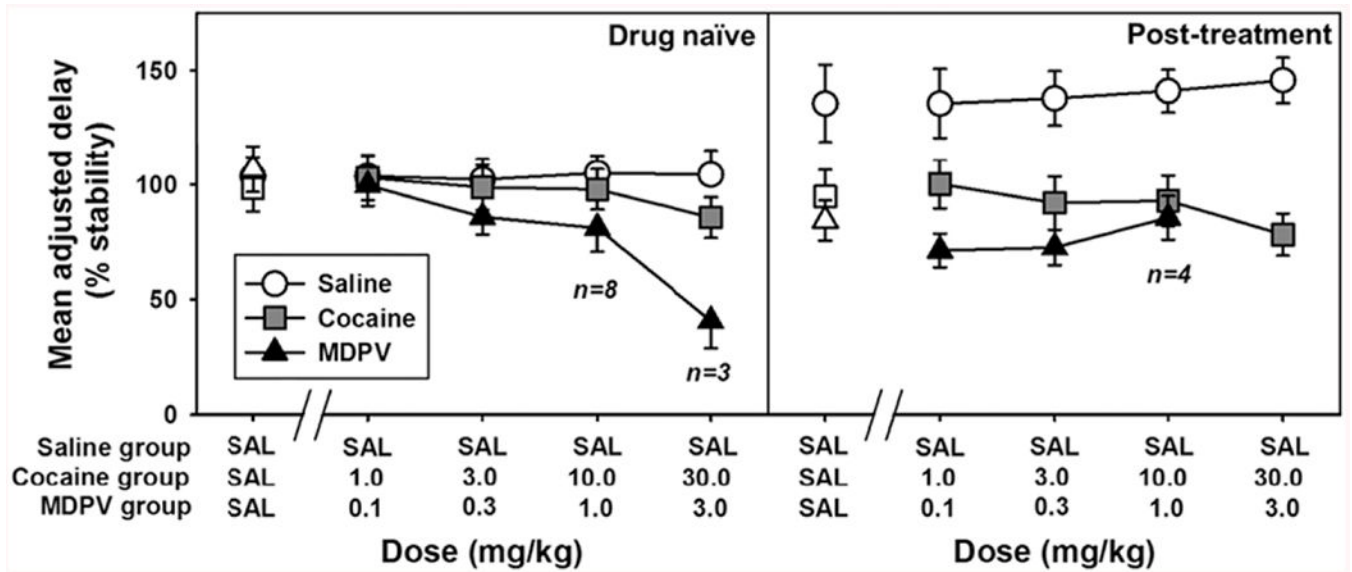 Drug naïve
Post-treatment
Mean adjusted delay
(% stability)
150
100
50
0
Saline
Cocaine
MDPV
n=8
n=3
n=4
Saline group SAL SAL SAL SAL SAL SAL SAL SAL SAL SAL
Cocaine group SAL 1.0 3.0 10.0 30.0 SAL 1.0 3.0 10.0 30.0
MDPV group SAL 0.1 0.3 1.0 3.0 SAL 0.1 0.3 1.0 3.0
Dose (mg/kg) Dose (mg/kg)